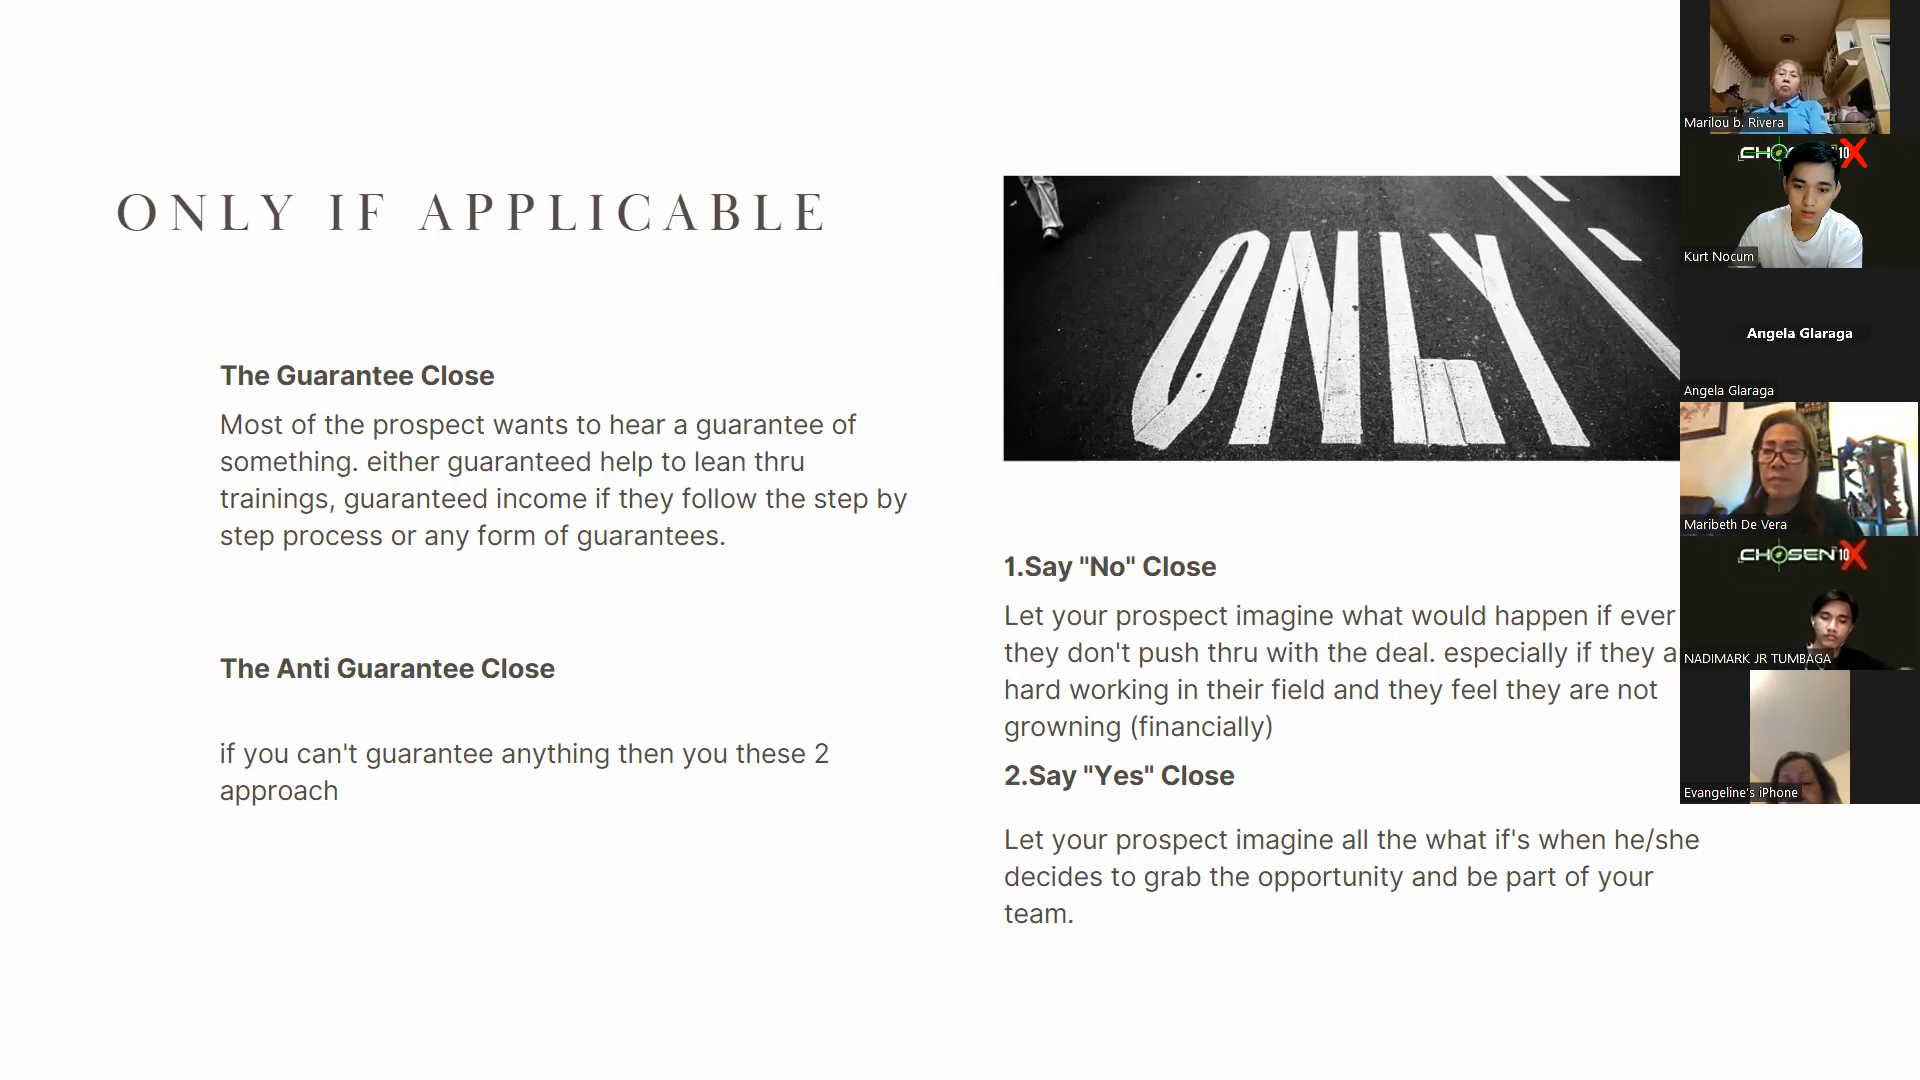 ONLY IF APPLICABLE
The Guarantee Close
Most of the prospect wants to hear a guarantee of
something. either guaranteed help to lean thru
trainings, guaranteed income if they follow the step by
step process or any form of guarantees.
The Anti Guarantee Close
if you can't guarantee anything then you these 2
approach
ONLY
1.Say "No" Close
Let your prospect imagine what would happen if ever
they don't push thru with the deal. especially if they a
hard working in their field and they feel they are not
growning (financially)
2.Say "Yes" Close
Let your prospect imagine all the what if's when he/she
decides to grab the opportunity and be part of your
team.
Marilou b. Rivera
Kurt Nocum
Angela Glaraga
Angela Glaraga
Maribeth De Vera
CHOSEN 10X
NADIMARK JR TUMBAGA
Evangeline's iPhone